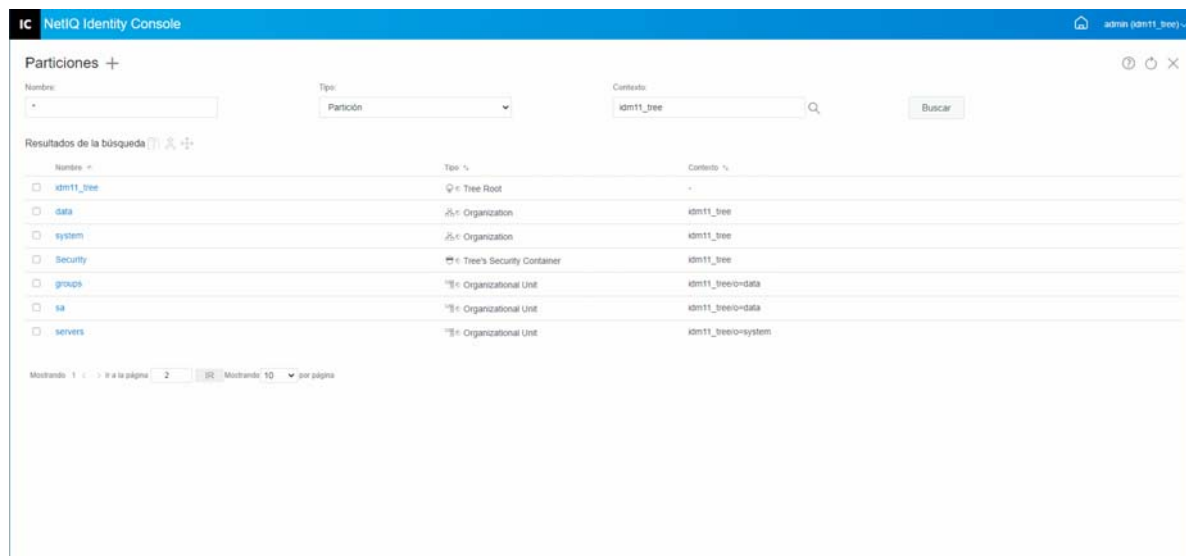 IC NetIQ Identity Console admin (idm11_tree)
Particiones +
Nombre: Tipo: Contexto:
* Partición idm11_tree Buscar
Resultados de la búsqueda
Nombre Tipo Contexto
idm11_tree Tree Root -
data Organization idm11_tree
system Organization idm11_tree
Security Tree's Security Container idm11_tree
groups Organizational Unit idm11_tree/o=data
sa Organizational Unit idm11_tree/o=data
servers Organizational Unit idm11_tree/o=system
Mostrando 1 < > Ir a la página 2 IR Mostrando 10 por página